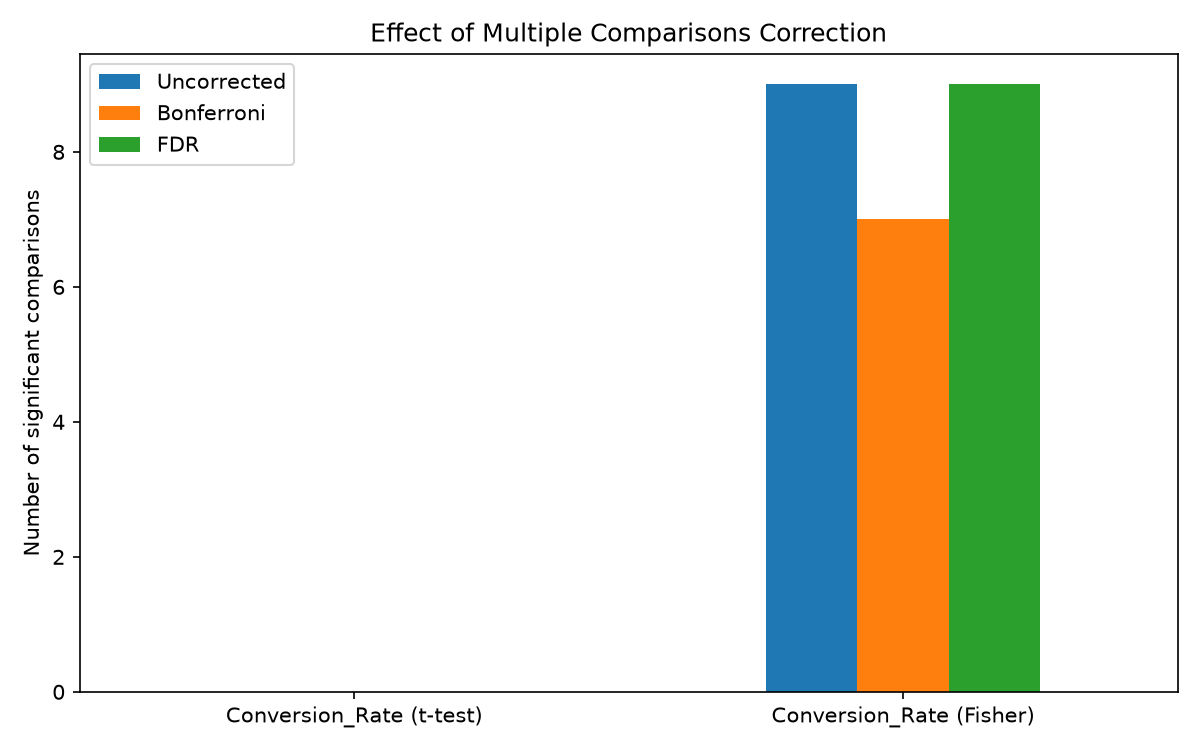 Effect of Multiple Comparisons Correction
Uncorrected
Bonferroni
FDR
Number of significant comparisons
8
6
4
2
0
Conversion_Rate (t-test)
Conversion_Rate (Fisher)